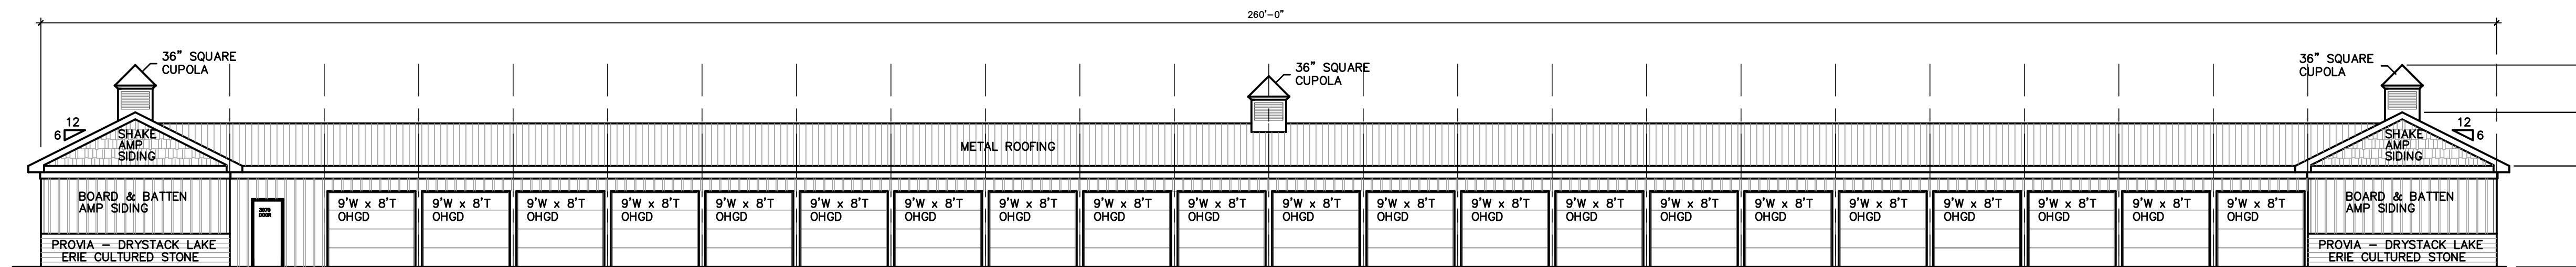 260'-0"
36" SQUARE
CUPOLA
36" SQUARE
CUPOLA
36" SQUARE
CUPOLA
12
6
SHAKE
AMP
SIDING
METAL ROOFING
12
6
SHAKE
AMP
SIDING
BOARD & BATTEN
AMP SIDING
PROVIA - DRYSTACK LAKE
ERIE CULTURED STONE
3070
DOOR
9'W x 8'T
OHGD
9'W x 8'T
OHGD
9'W x 8'T
OHGD
9'W x 8'T
OHGD
9'W x 8'T
OHGD
9'W x 8'T
OHGD
9'W x 8'T
OHGD
9'W x 8'T
OHGD
9'W x 8'T
OHGD
9'W x 8'T
OHGD
9'W x 8'T
OHGD
9'W x 8'T
OHGD
9'W x 8'T
OHGD
9'W x 8'T
OHGD
9'W x 8'T
OHGD
9'W x 8'T
OHGD
9'W x 8'T
OHGD
9'W x 8'T
OHGD
9'W x 8'T
OHGD
9'W x 8'T
OHGD
9'W x 8'T
OHGD
BOARD & BATTEN
AMP SIDING
PROVIA - DRYSTACK LAKE
ERIE CULTURED STONE